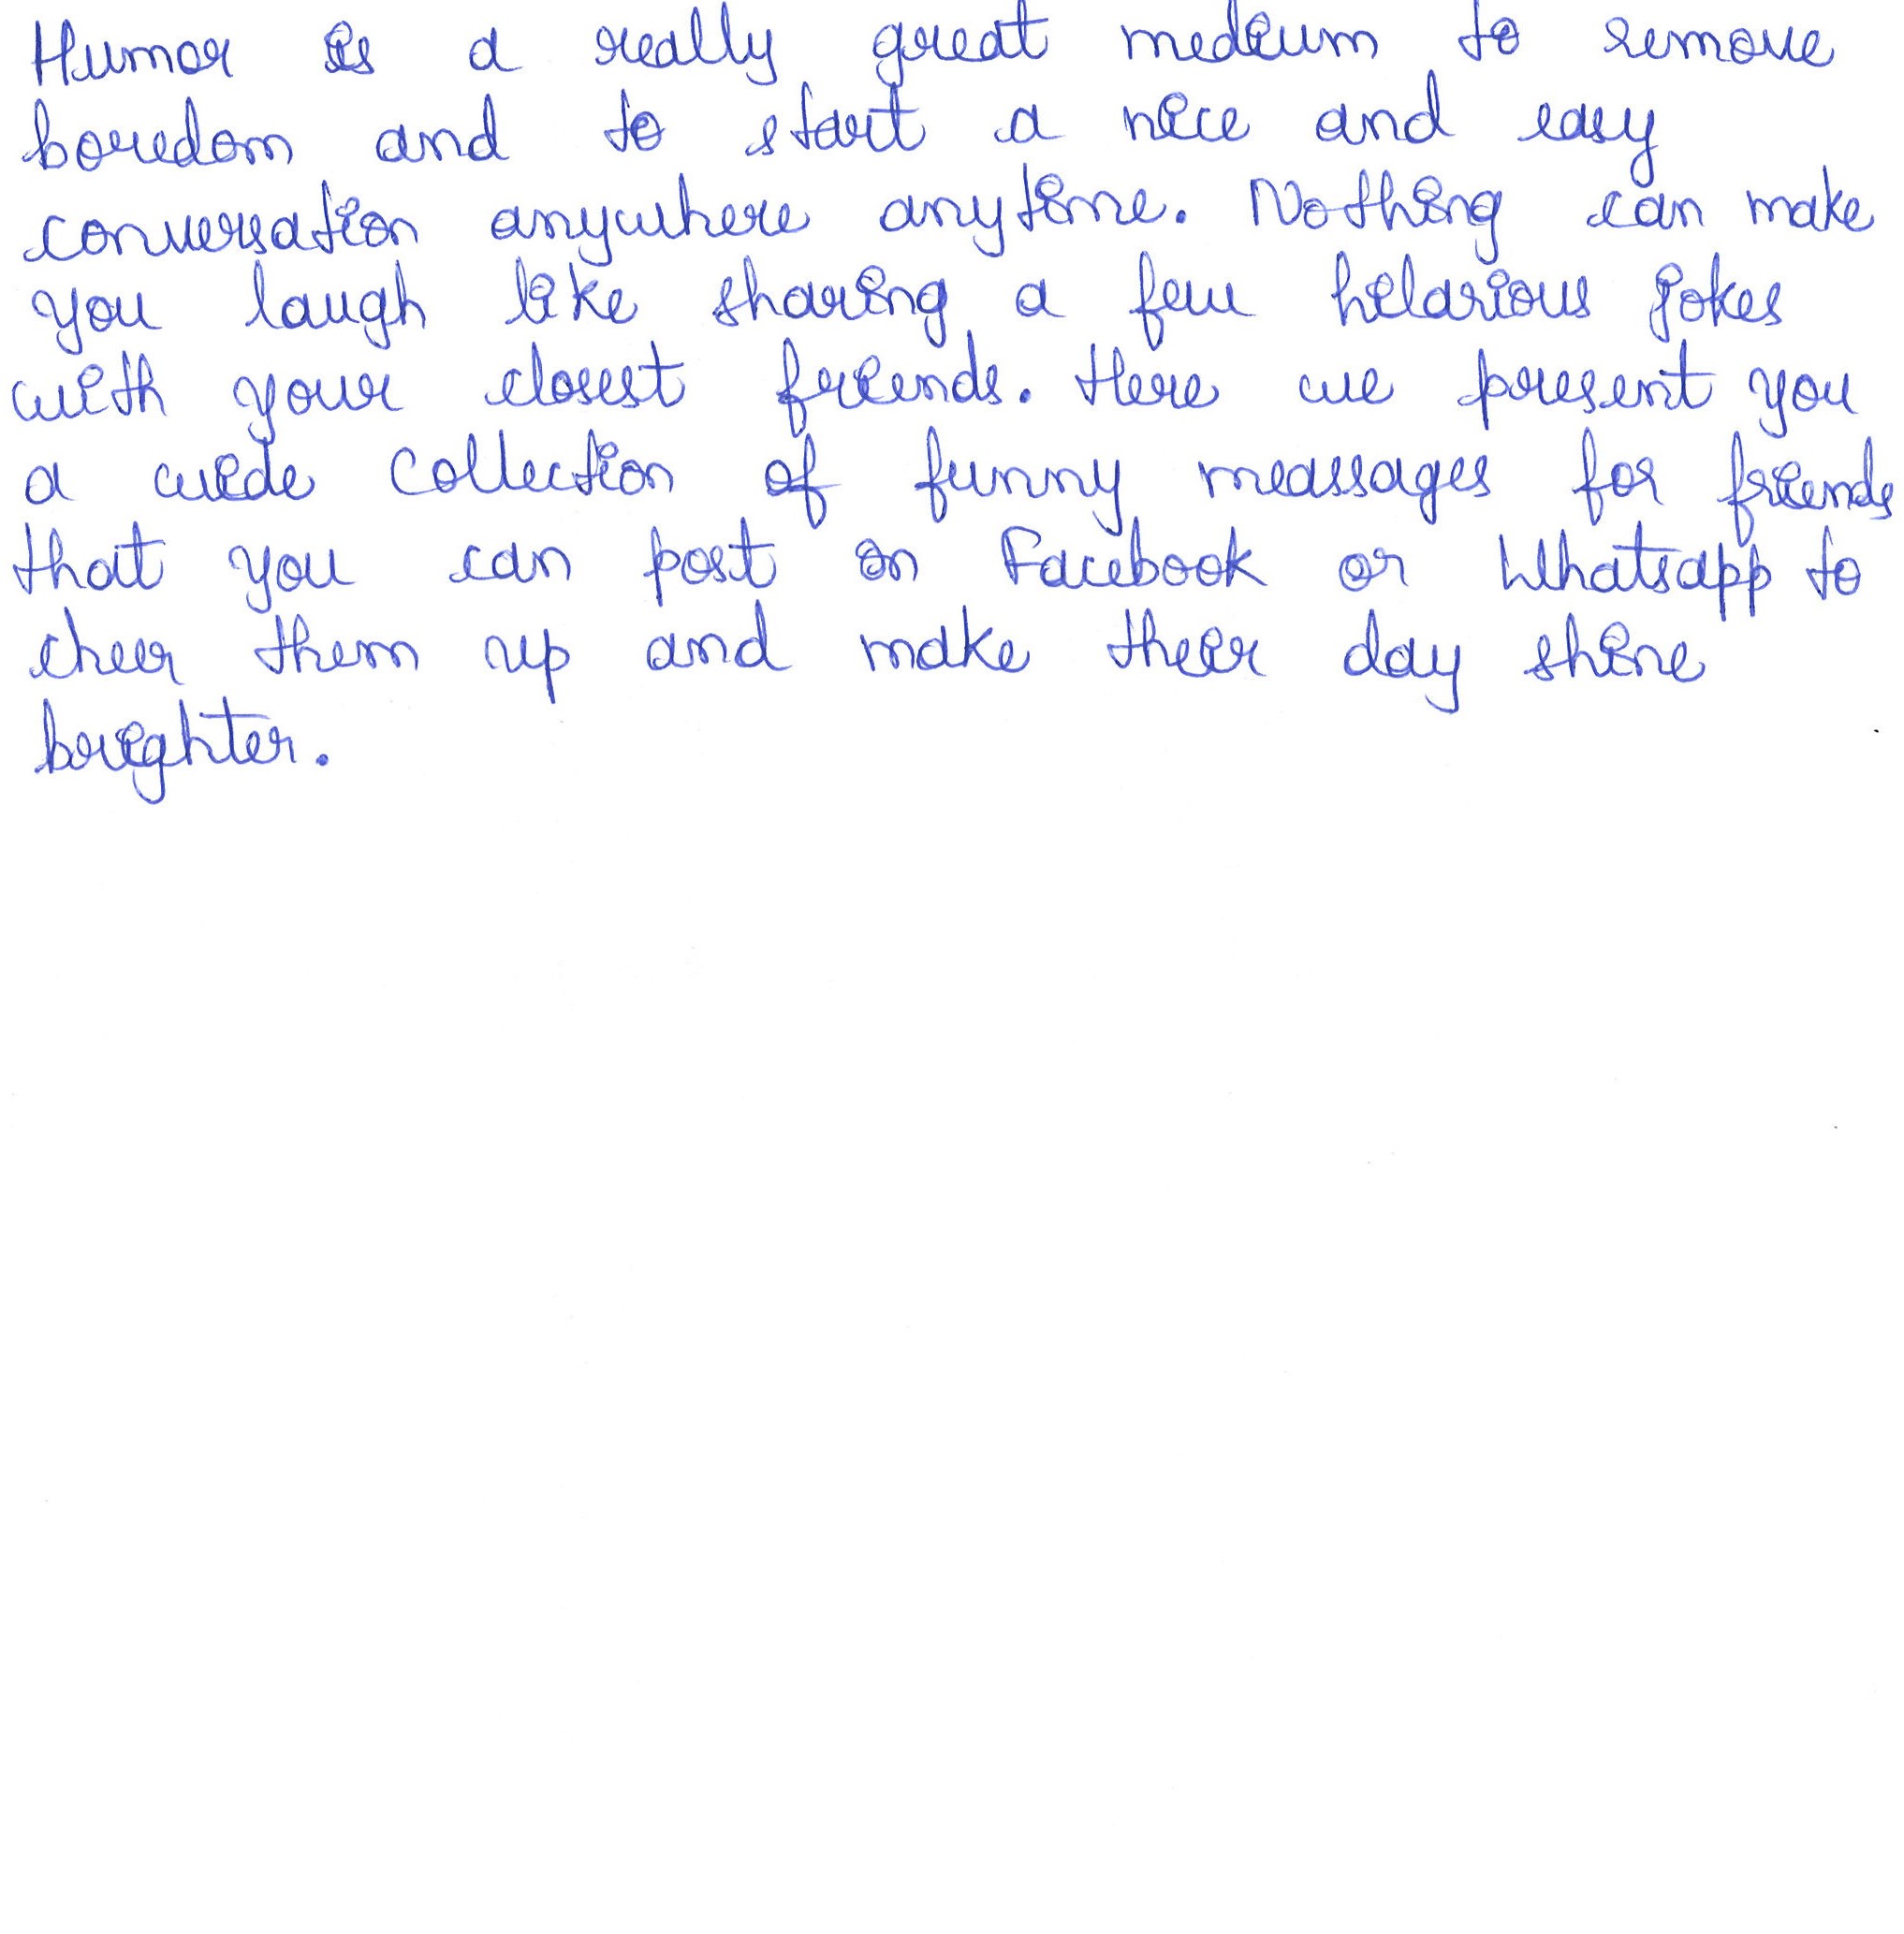 Humor is a really great medium to remove
boredom and to start a nice and easy
conversation anywhere anytime. Nothing can make
you laugh like sharing a few hilarious jokes
with your closest friends. Here we present you
a wide collection of funny meassages for friends
that you can post on Facebook or Whatsapp to
cheer them up and make their day shine
brighter.